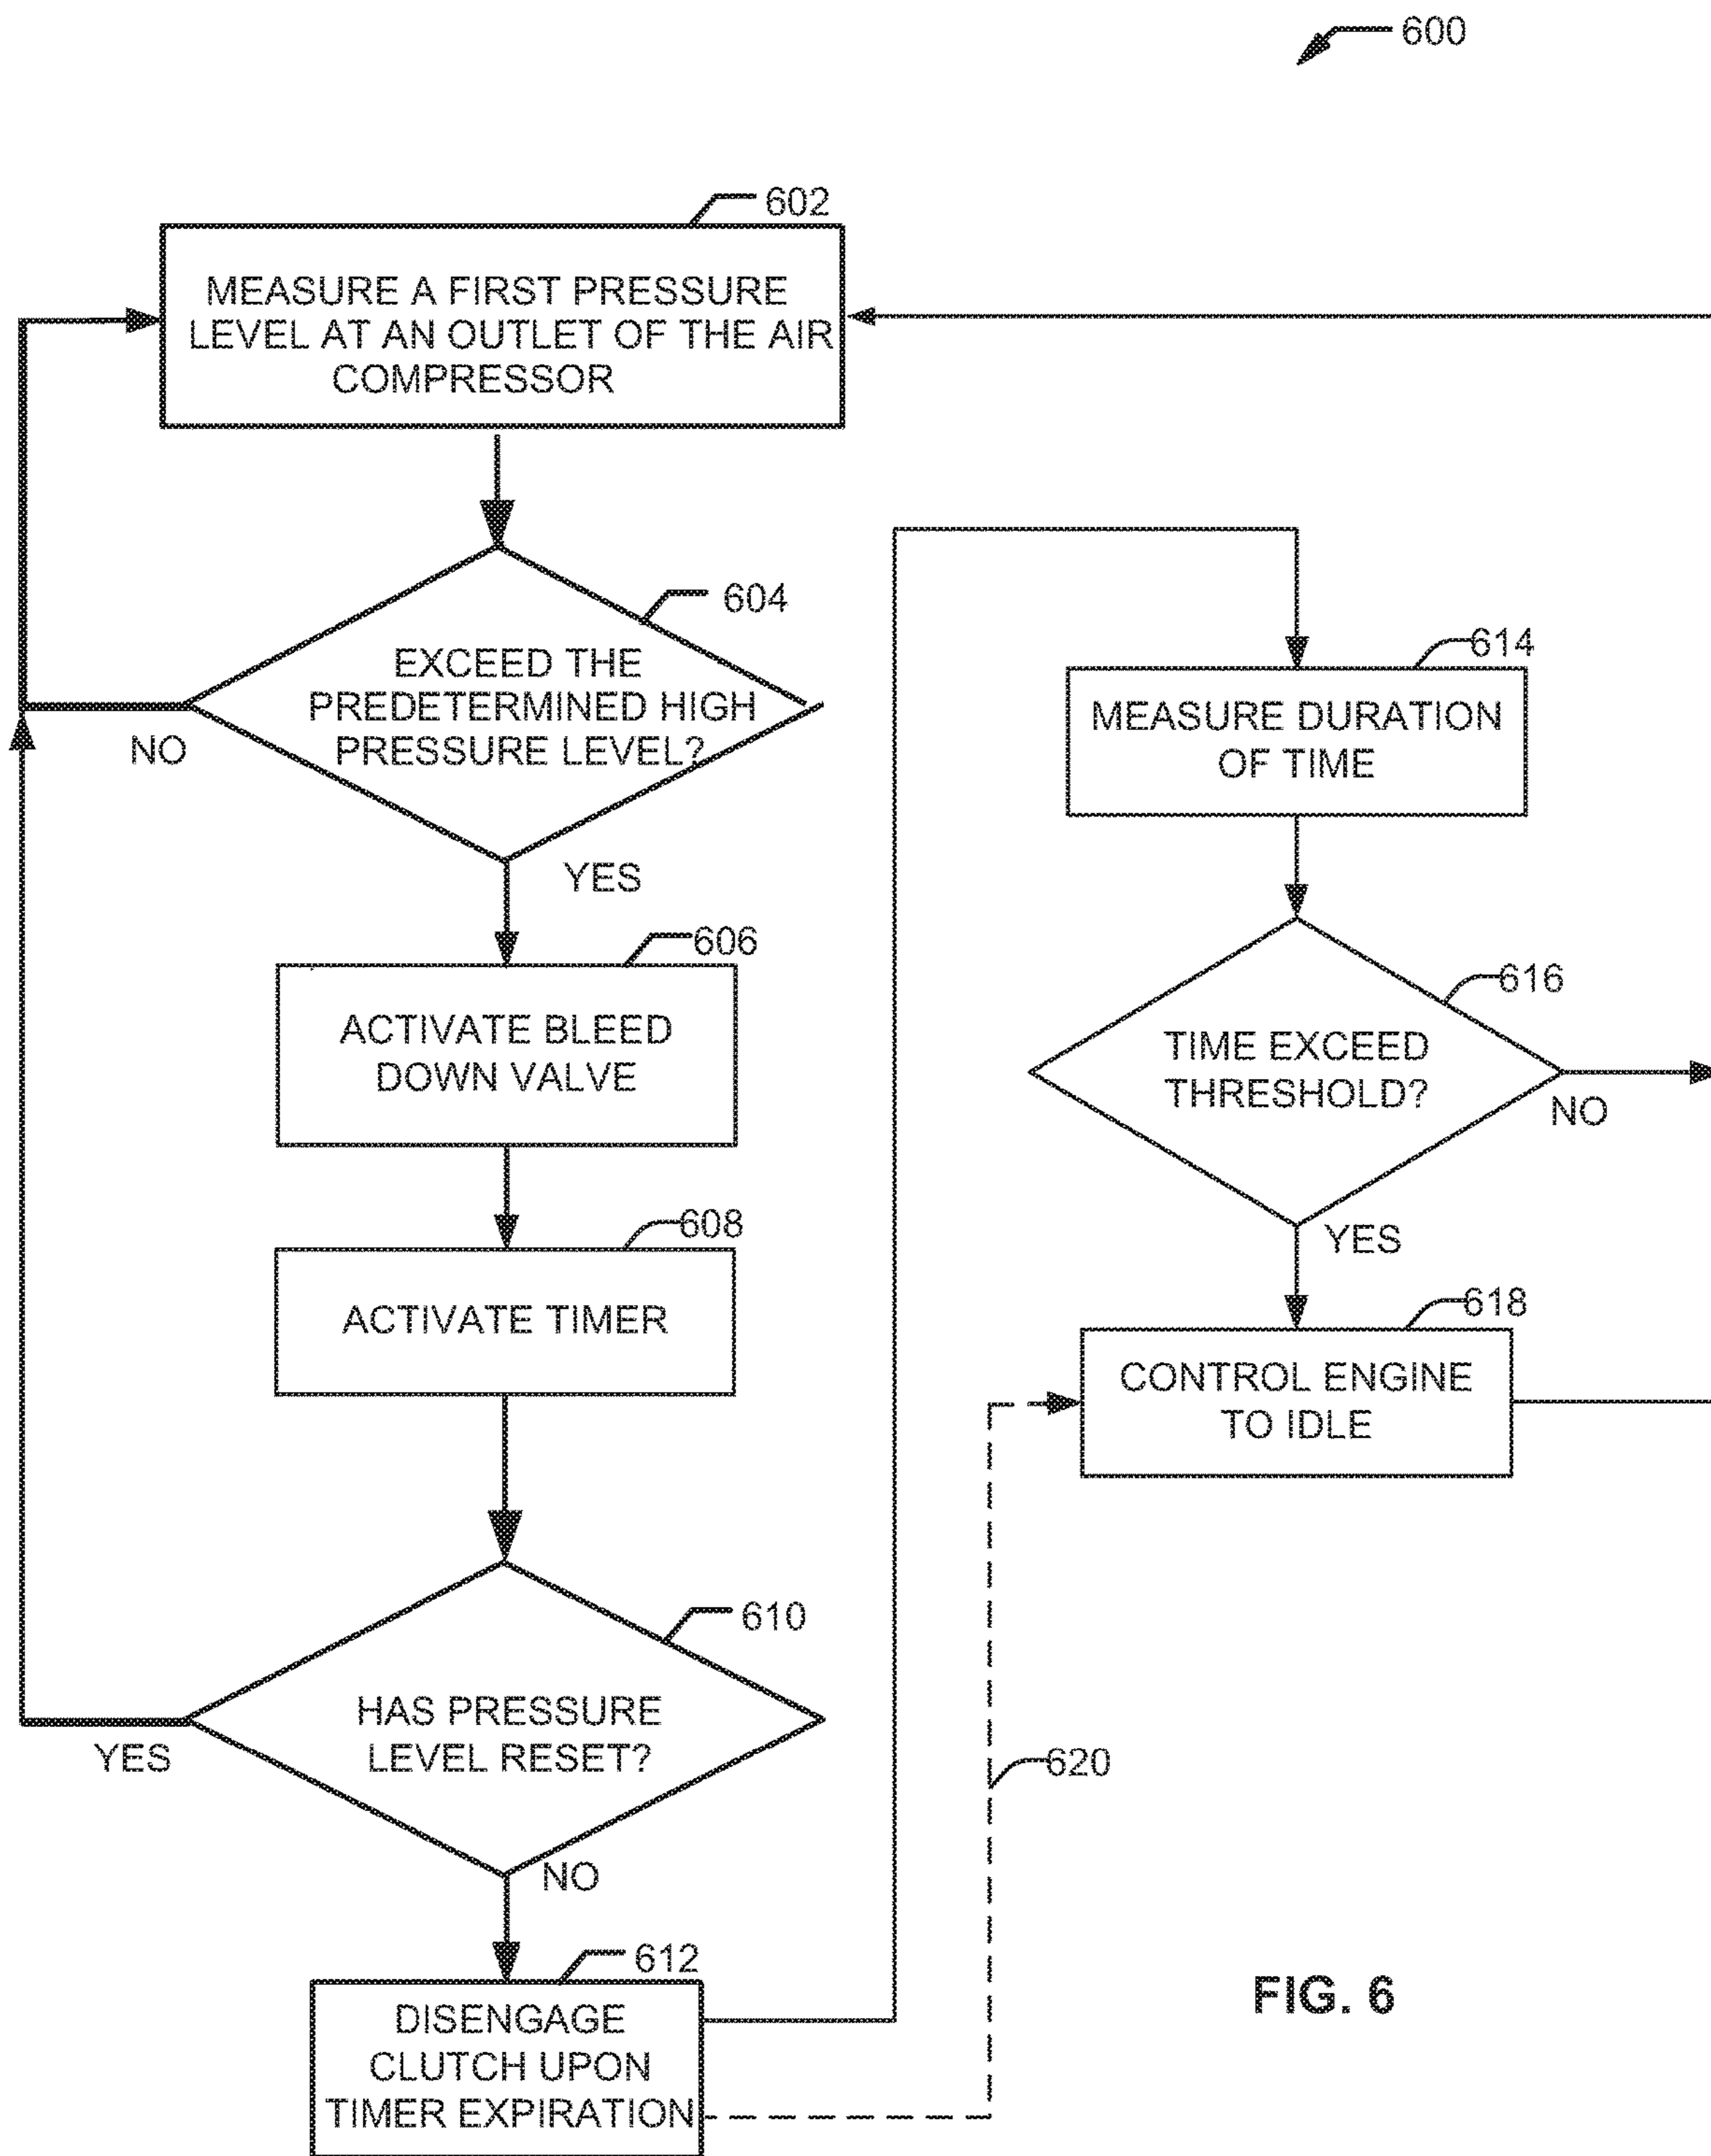 600
602
MEASURE A FIRST PRESSURE
LEVEL AT AN OUTLET OF THE AIR
COMPRESSOR
604
EXCEED THE
PREDETERMINED HIGH
PRESSURE LEVEL?
NO
YES
606
ACTIVATE BLEED
DOWN VALVE
608
ACTIVATE TIMER
610
HAS PRESSURE
LEVEL RESET?
YES
NO
612
DISENGAGE
CLUTCH UPON
TIMER EXPIRATION
614
MEASURE DURATION
OF TIME
616
TIME EXCEED
THRESHOLD?
NO
YES
618
CONTROL ENGINE
TO IDLE
620
FIG. 6